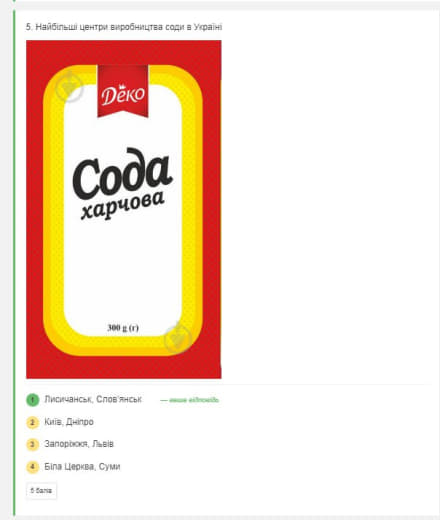 5. Найбільші центри виробництва соди в Україні
Деко
Сода
харчова
300 g (г)
1 Лисичанськ, Слов'янськ — ваша відповідь
2 Київ, Дніпро
3 Запоріжжя, Львів
4 Біла Церква, Суми
5 балів